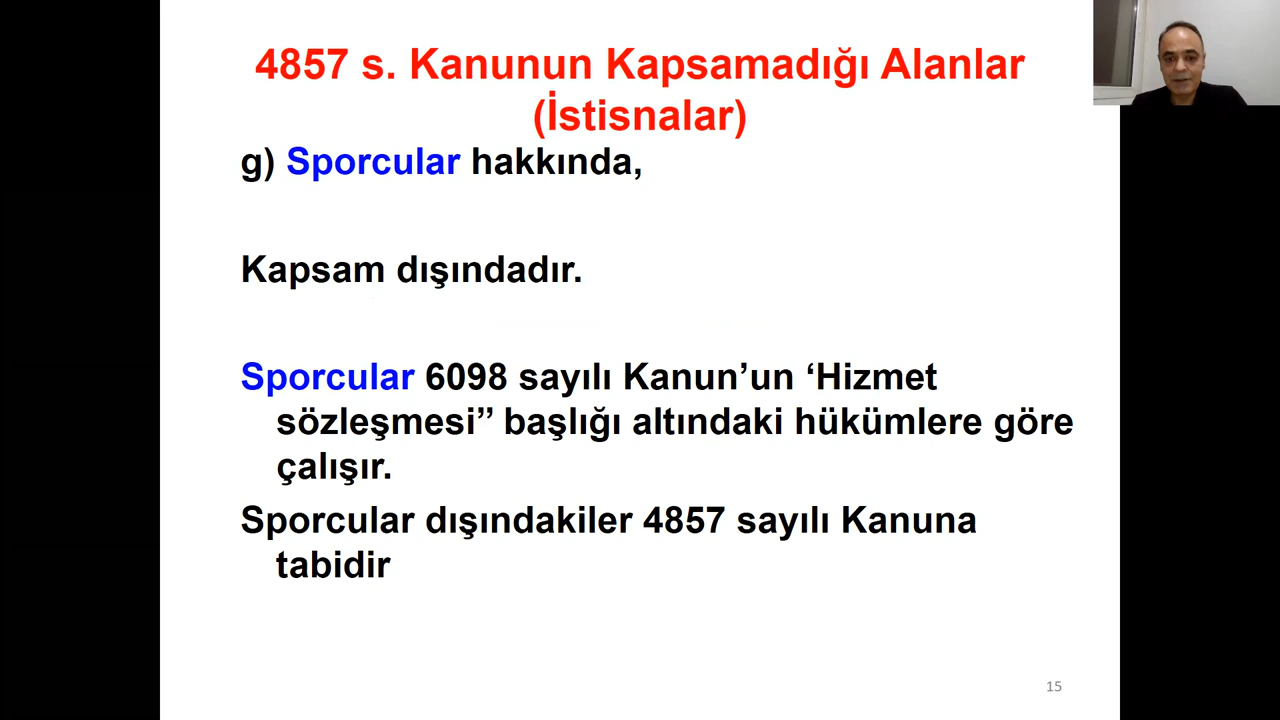 4857 s. Kanunun Kapsamadığı Alanlar
(İstisnalar)
g) Sporcular hakkında,
Kapsam dışındadır.
Sporcular 6098 sayılı Kanun’un ‘Hizmet
sözleşmesi’’ başlığı altındaki hükümlere göre
çalışır.
Sporcular dışındakiler 4857 sayılı Kanuna
tabidir
15